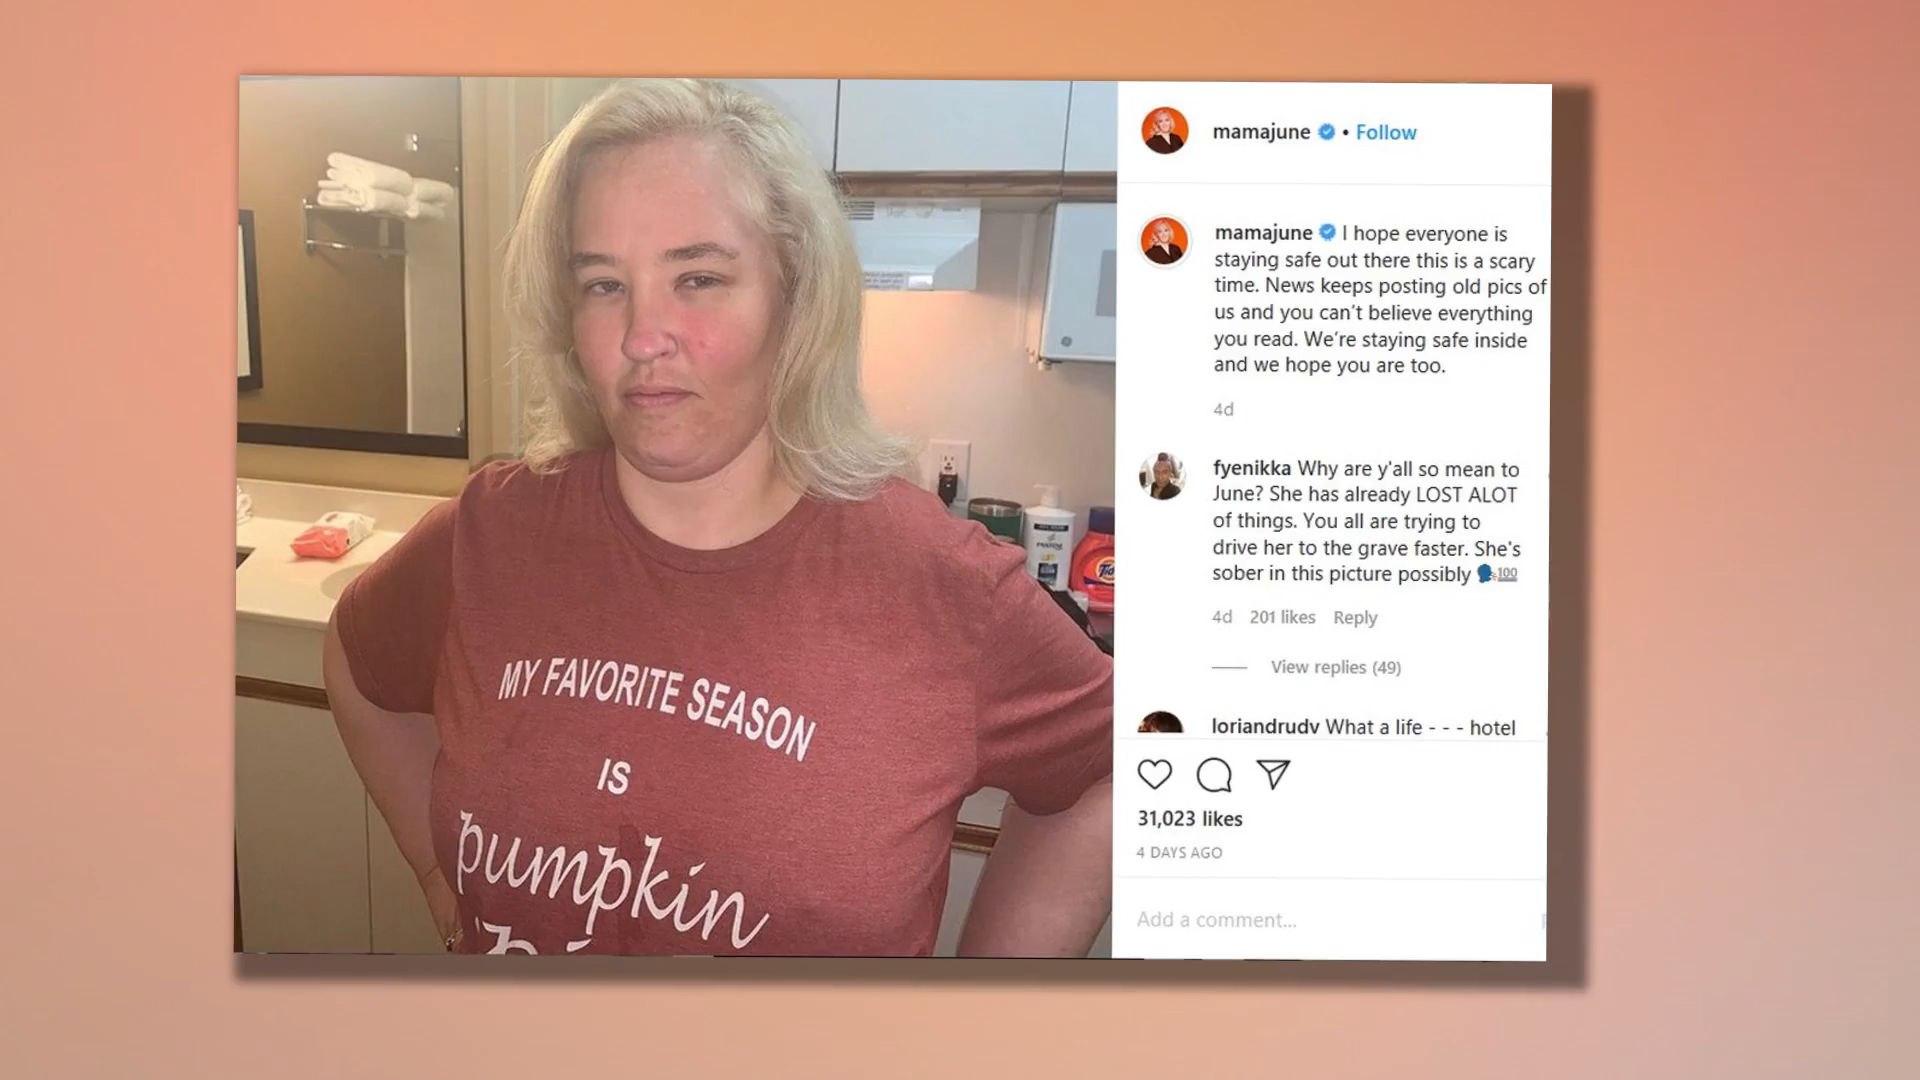 mamajune • Follow
mamajune I hope everyone is
staying safe out there this is a scary
time. News keeps posting old pics of
us and you can't believe everything
you read. We're staying safe inside
and we hope you are too.
4d
fyenikka Why are y'all so mean to
June? She has already LOST ALOT
of things. You all are trying to
drive her to the grave faster. She's
sober in this picture possibly 🗣💯
4d 201 likes Reply
View replies (49)
loriandrudy What a life - - - hotel
31,023 likes
4 DAYS AGO
Add a comment...
MY FAVORITE SEASON
IS
pumpkin
PANTENE
Tide